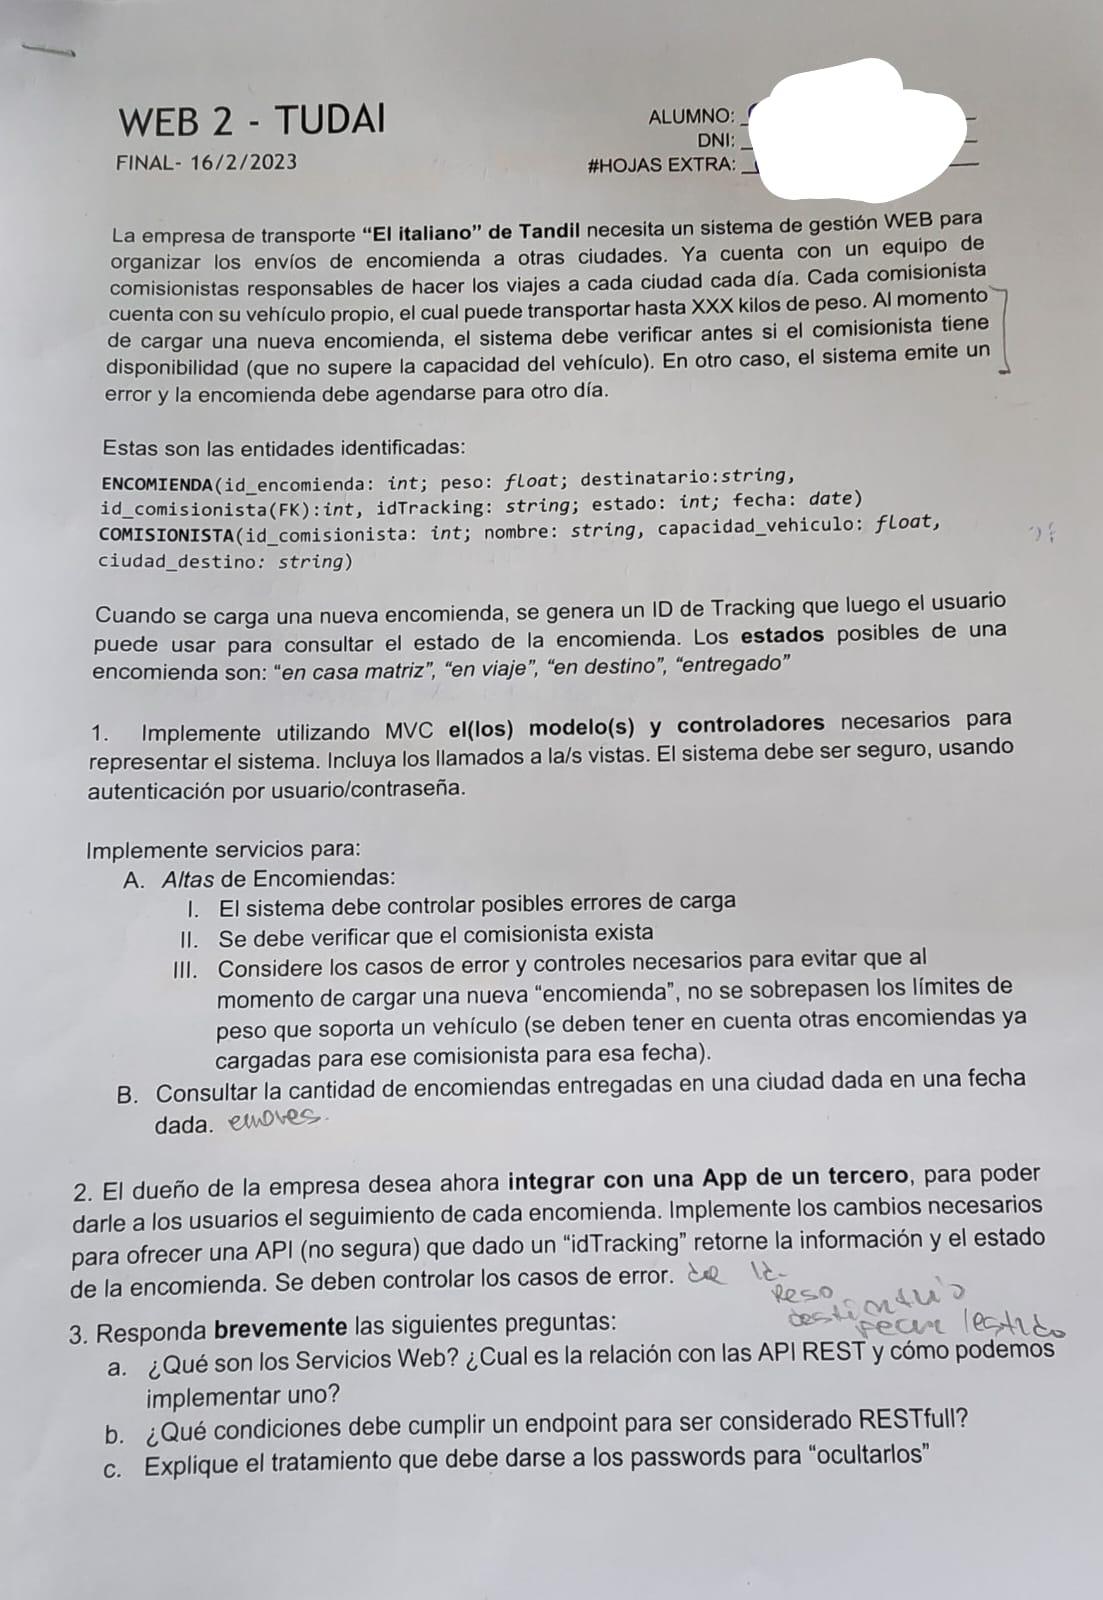 WEB 2 - TUDAI
FINAL- 16/2/2023
ALUMNO:
DNI:
#HOJAS EXTRA:
La empresa de transporte “El italiano” de Tandil necesita un sistema de gestión WEB para
organizar los envíos de encomienda a otras ciudades. Ya cuenta con un equipo de
comisionistas responsables de hacer los viajes a cada ciudad cada día. Cada comisionista
cuenta con su vehículo propio, el cual puede transportar hasta XXX kilos de peso. Al momento
de cargar una nueva encomienda, el sistema debe verificar antes si el comisionista tiene
disponibilidad (que no supere la capacidad del vehículo). En otro caso, el sistema emite un
error y la encomienda debe agendarse para otro día.
Estas son las entidades identificadas:
ENCOMIENDA(id_encomienda: int; peso: float; destinatario:string,
id_comisionista(FK):int, idTracking: string; estado: int; fecha: date)
COMISIONISTA(id_comisionista: int; nombre: string, capacidad_vehiculo: float,
ciudad_destino: string)
Cuando se carga una nueva encomienda, se genera un ID de Tracking que luego el usuario
puede usar para consultar el estado de la encomienda. Los estados posibles de una
encomienda son: “en casa matriz”, “en viaje”, “en destino”, “entregado”
1. Implemente utilizando MVC el(los) modelo(s) y controladores necesarios para
representar el sistema. Incluya los llamados a la/s vistas. El sistema debe ser seguro, usando
autenticación por usuario/contraseña.
Implemente servicios para:
A. Altas de Encomiendas:
I. El sistema debe controlar posibles errores de carga
II. Se debe verificar que el comisionista exista
III. Considere los casos de error y controles necesarios para evitar que al
momento de cargar una nueva “encomienda”, no se sobrepasen los límites de
peso que soporta un vehículo (se deben tener en cuenta otras encomiendas ya
cargadas para ese comisionista para esa fecha).
B. Consultar la cantidad de encomiendas entregadas en una ciudad dada en una fecha
dada. errores.
2. El dueño de la empresa desea ahora integrar con una App de un tercero, para poder
darle a los usuarios el seguimiento de cada encomienda. Implemente los cambios necesarios
para ofrecer una API (no segura) que dado un “idTracking” retorne la información y el estado
de la encomienda. Se deben controlar los casos de error.
peso
3. Responda brevemente las siguientes preguntas:
a. ¿Qué son los Servicios Web? ¿Cual es la relación con las API REST y cómo podemos
implementar uno?
b. ¿Qué condiciones debe cumplir un endpoint para ser considerado RESTfull?
c. Explique el tratamiento que debe darse a los passwords para “ocultarlos”